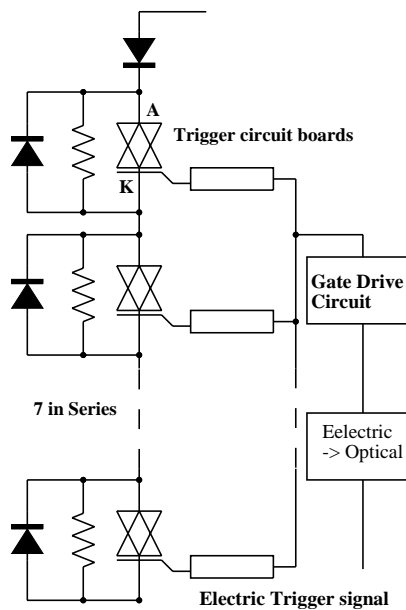 A
Trigger circuit boards
K
Gate Drive
Circuit
7 in Series
Eelectric
-> Optical
Electric Trigger signal